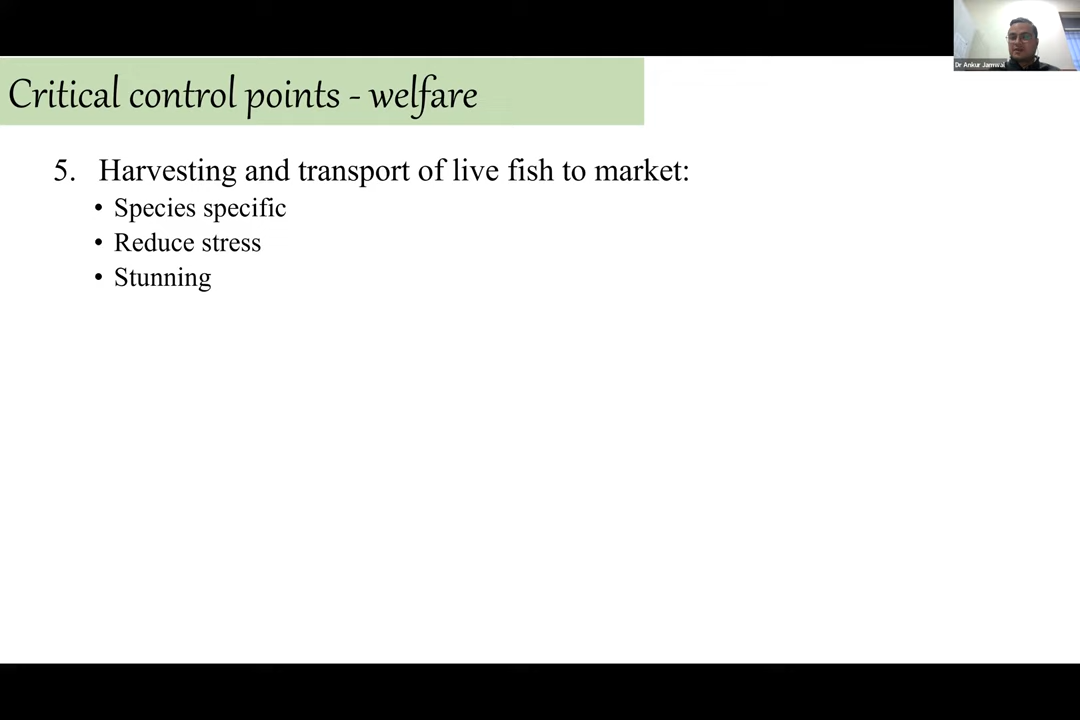 Dr Ankur Jamwal
Critical control points - welfare
5. Harvesting and transport of live fish to market:
• Species specific
• Reduce stress
• Stunning